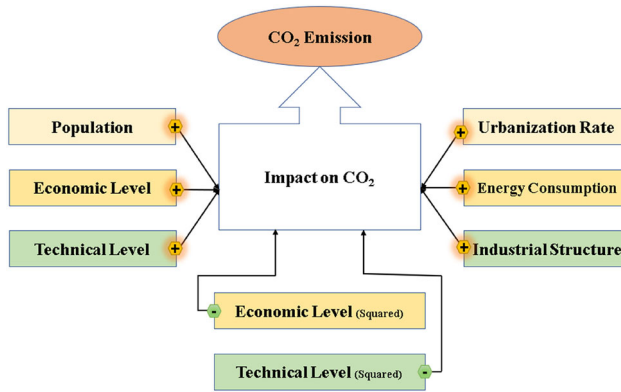 CO₂ Emission
Population
+
Economic Level
+
Technical Level
+
Impact on CO₂
+
Urbanization Rate
+
Energy Consumption
+
Industrial Structure
-
Economic Level (Squared)
Technical Level (Squared)
-